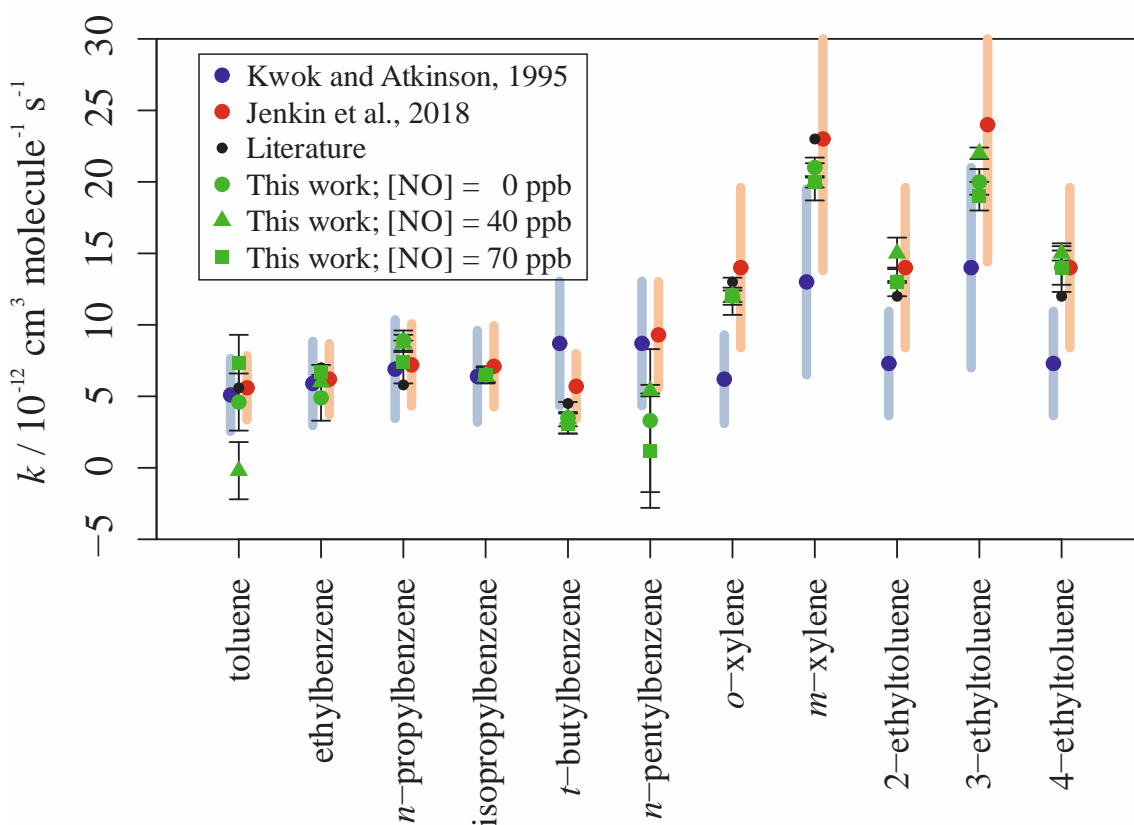 30
25
20
15
10
5
0
−5
k / 10⁻¹² cm³ molecule⁻¹ s⁻¹
Kwok and Atkinson, 1995
Jenkin et al., 2018
Literature
This work; [NO] = 0 ppb
This work; [NO] = 40 ppb
This work; [NO] = 70 ppb
toluene
ethylbenzene
n−propylbenzene
isopropylbenzene
t−butylbenzene
n−pentylbenzene
o−xylene
m−xylene
2−ethyltoluene
3−ethyltoluene
4−ethyltoluene